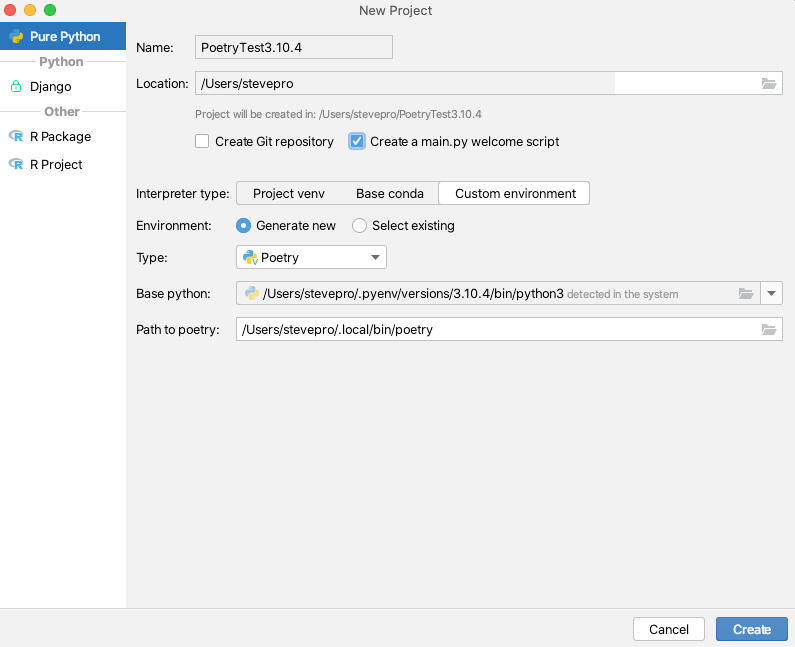 New Project
Pure Python
Python
Django
Other
R Package
R Project
Name: PoetryTest3.10.4
Location: /Users/stevepro
Project will be created in: /Users/stevepro/PoetryTest3.10.4
Create Git repository Create a main.py welcome script
Interpreter type: Project venv Base conda Custom environment
Environment: Generate new Select existing
Type: Poetry
Base python: /Users/stevepro/.pyenv/versions/3.10.4/bin/python3 detected in the system
Path to poetry: /Users/stevepro/.local/bin/poetry
Cancel Create